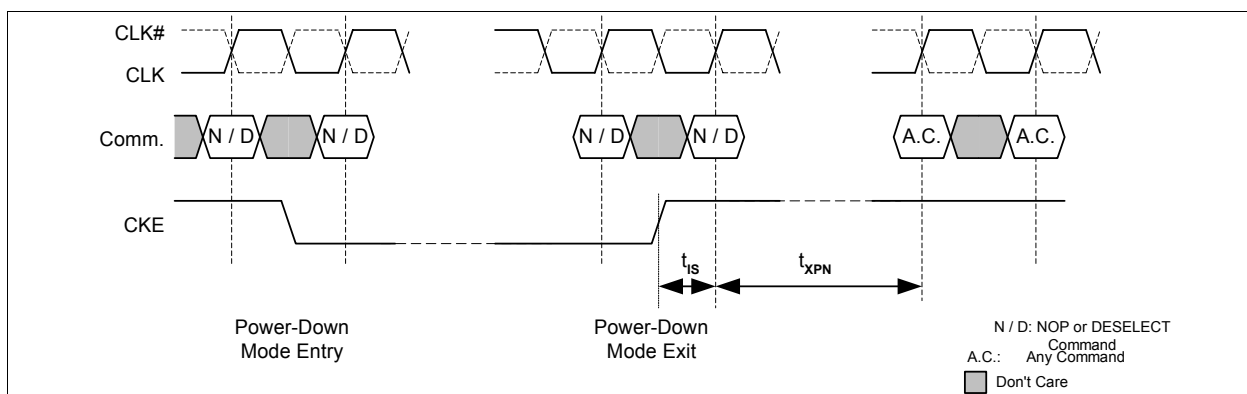 CLK#
CLK
Comm.
N / D
N / D
N / D
N / D
A.C.
A.C.
CKE
tIS
tXPN
Power-Down
Mode Entry
Power-Down
Mode Exit
N / D: NOP or DESELECT
Command
A.C.: Any Command
Don't Care